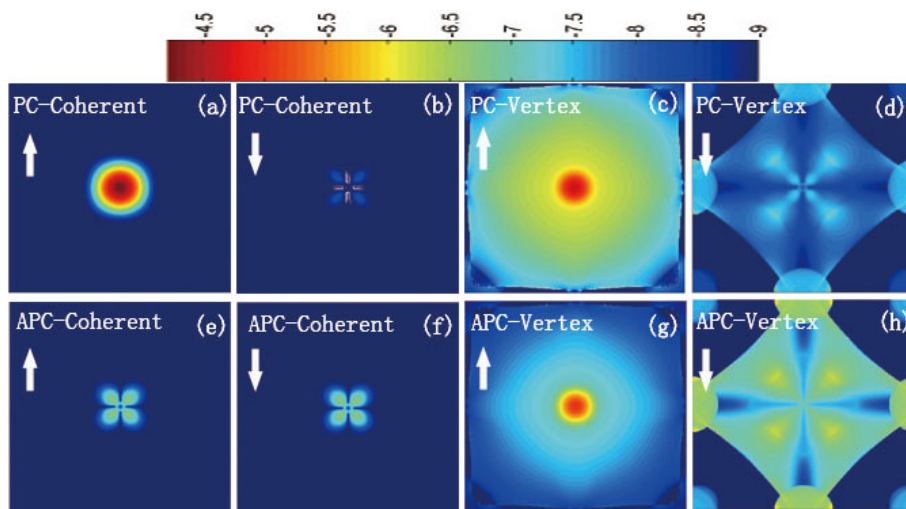 -4.5 -5 -5.5 -6 -6.5 -7 -7.5 -8 -8.5 -9
PC-Coherent (a) PC-Coherent (b) PC-Vertex (c) PC-Vertex (d)
APC-Coherent (e) APC-Coherent (f) APC-Vertex (g) APC-Vertex (h)